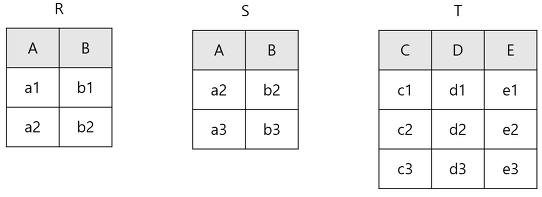 R S T
A B A B C D E
a1 b1 a2 b2 c1 d1 e1
a2 b2 a3 b3 c2 d2 e2
c3 d3 e3